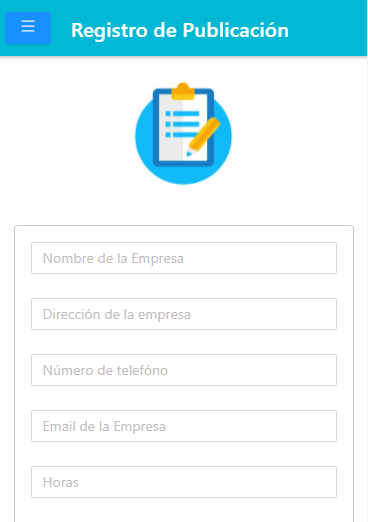 Registro de Publicación
Nombre de la Empresa
Dirección de la empresa
Número de telefóno
Email de la Empresa
Horas